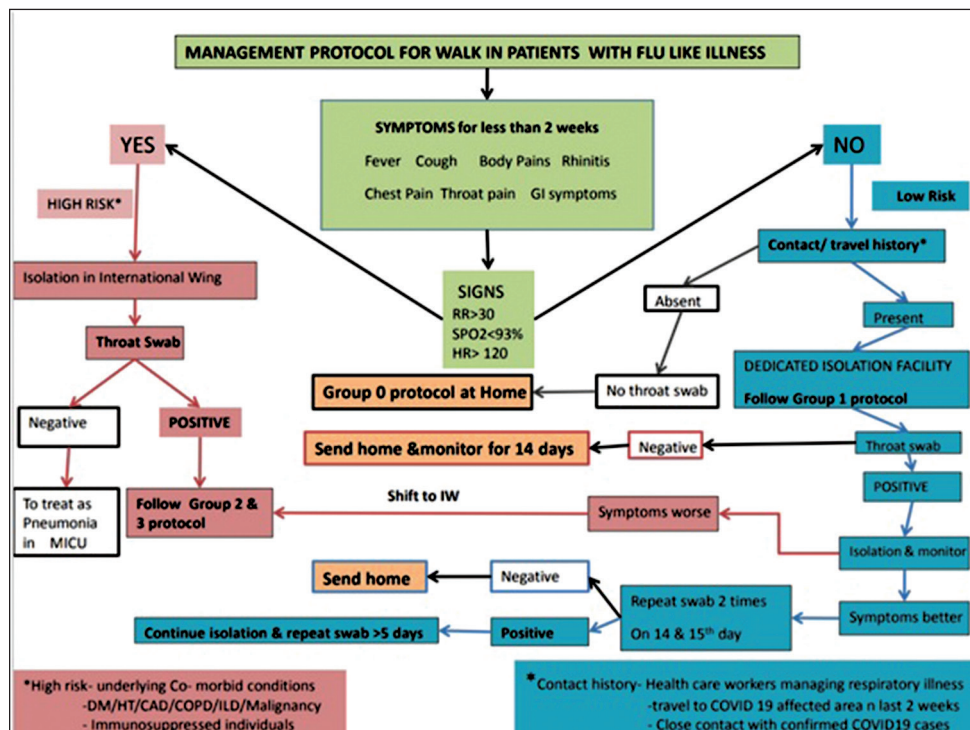 MANAGEMENT PROTOCOL FOR WALK IN PATIENTS WITH FLU LIKE ILLNESS
SYMPTOMS for less than 2 weeks
Fever Cough Body Pains Rhinitis
Chest Pain Throat pain GI symptoms
YES
NO
HIGH RISK*
Low Risk
Isolation in International Wing
Contact/ travel history*
SIGNS
RR>30
SPO2<93%
HR> 120
Absent
Present
Throat Swab
DEDICATED ISOLATION FACILITY
Follow Group 1 protocol
Group 0 protocol at Home
No throat swab
Negative
POSITIVE
Send home &monitor for 14 days
Negative
Throat swab
POSITIVE
To treat as
Pneumonia
in MICU
Follow Group 2 &
3 protocol
Shift to IW
Symptoms worse
Isolation & monitor
Send home
Negative
Repeat swab 2 times
On 14 & 15th day
Symptoms better
Continue isolation & repeat swab >5 days
Positive
*High risk- underlying Co- morbid conditions
-DM/HT/CAD/COPD/ILD/Malignancy
- Immunosuppressed individuals
*Contact history- Health care workers managing respiratory illness
-travel to COVID 19 affected area n last 2 weeks
- Close contact with confirmed COVID19 cases